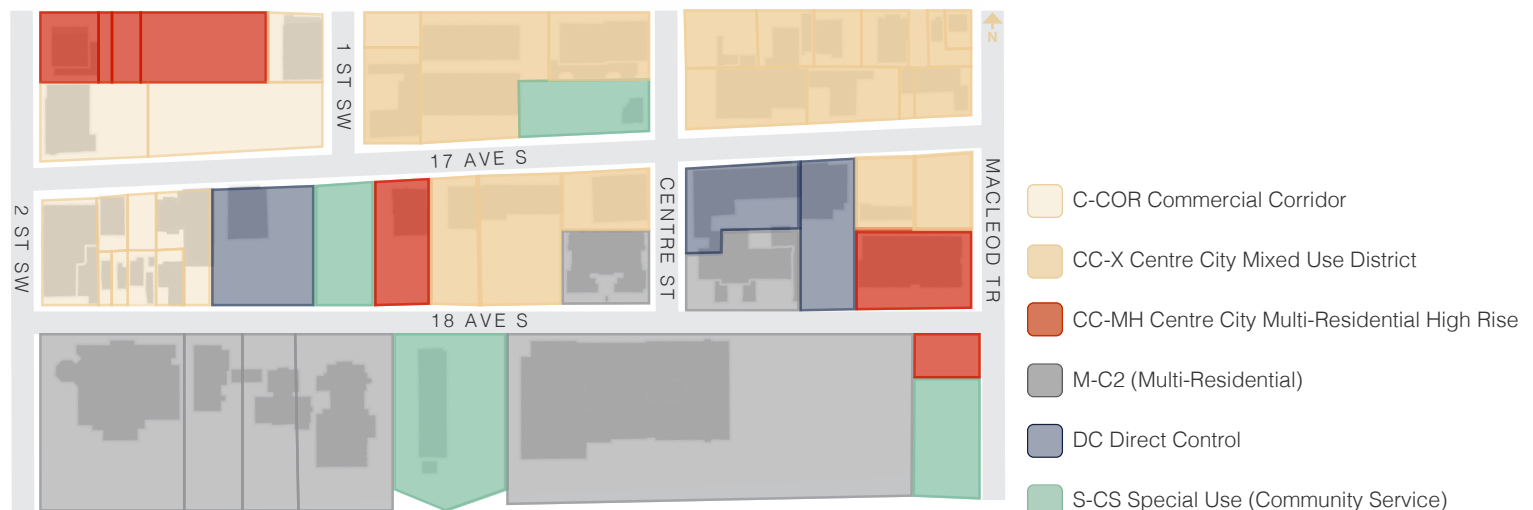 N
1 ST SW
17 AVE S
2 ST SW
CENTRE ST
MACLEOD TR
18 AVE S
C-COR Commercial Corridor
CC-X Centre City Mixed Use District
CC-MH Centre City Multi-Residential High Rise
M-C2 (Multi-Residential)
DC Direct Control
S-CS Special Use (Community Service)